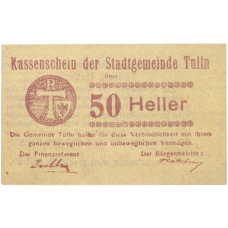 Kassenschein der Stadtgemeinde Tulln
über
50 Heller
Die Gemeinde Tulln haftet für diese Verbindlichkeit mit ihrem
ganzen beweglichen und unbeweglichen Vermögen.
Der Finanzreferent Der Bürgermeister: